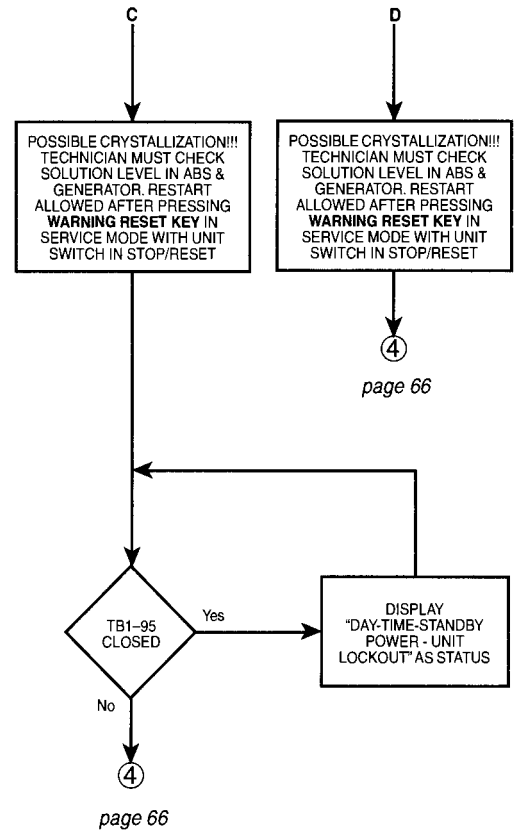 C
D
POSSIBLE CRYSTALLIZATION!!!
TECHNICIAN MUST CHECK
SOLUTION LEVEL IN ABS &
GENERATOR. RESTART
ALLOWED AFTER PRESSING
WARNING RESET KEY IN
SERVICE MODE WITH UNIT
SWITCH IN STOP/RESET
POSSIBLE CRYSTALLIZATION!!!
TECHNICIAN MUST CHECK
SOLUTION LEVEL IN ABS &
GENERATOR. RESTART
ALLOWED AFTER PRESSING
WARNING RESET KEY IN
SERVICE MODE WITH UNIT
SWITCH IN STOP/RESET
4
page 66
TB1–95
CLOSED
Yes
DISPLAY
"DAY-TIME-STANDBY
POWER - UNIT
LOCKOUT" AS STATUS
No
4
page 66